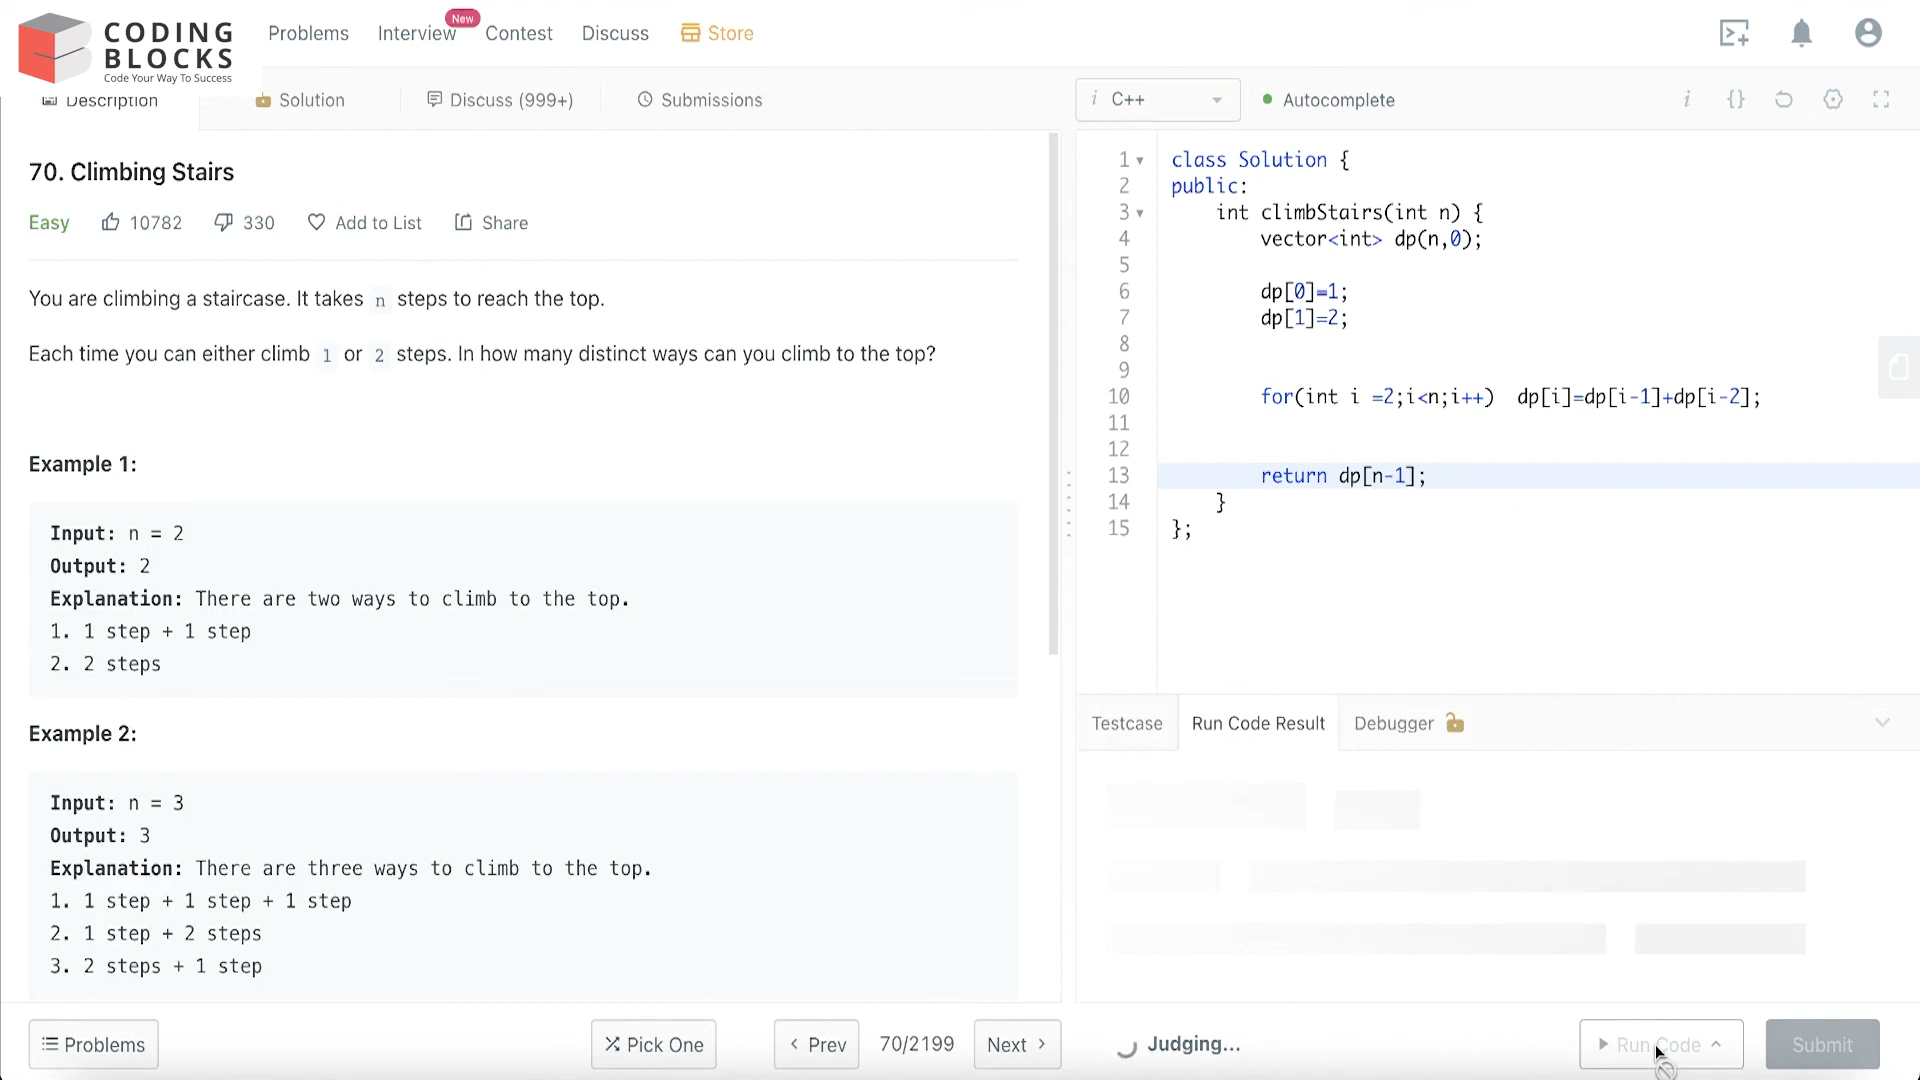 CODING
BLOCKS
Code Your Way To Success
Problems
Interview
New
Contest
Discuss
Store
Description
Solution
Discuss (999+)
Submissions
i C++
Autocomplete
i {}
70. Climbing Stairs
Easy 10782 330 Add to List Share
You are climbing a staircase. It takes n steps to reach the top.
Each time you can either climb 1 or 2 steps. In how many distinct ways can you climb to the top?
Example 1:
Input: n = 2
Output: 2
Explanation: There are two ways to climb to the top.
1. 1 step + 1 step
2. 2 steps
Example 2:
Input: n = 3
Output: 3
Explanation: There are three ways to climb to the top.
1. 1 step + 1 step + 1 step
2. 1 step + 2 steps
3. 2 steps + 1 step
1 class Solution {
2 public:
3 int climbStairs(int n) {
4 vector<int> dp(n,0);
5
6 dp[0]=1;
7 dp[1]=2;
8
9
10 for(int i =2;i<n;i++) dp[i]=dp[i-1]+dp[i-2];
11
12
13 return dp[n-1];
14 }
15 };
Testcase
Run Code Result
Debugger
Problems
Pick One
Prev
70/2199
Next
Judging...
Run Code
Submit